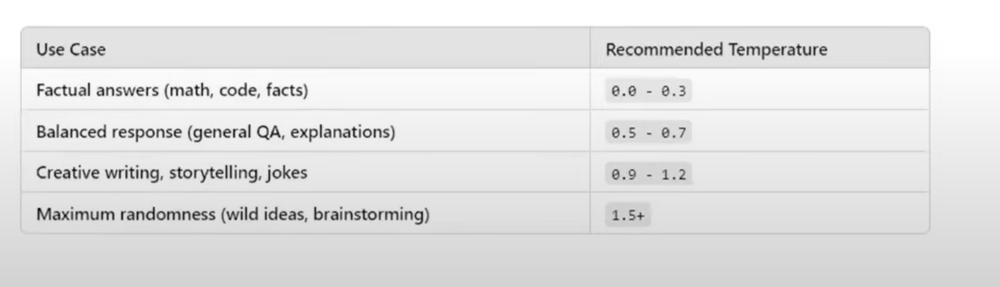 Use Case Recommended Temperature
Factual answers (math, code, facts) 0.0 - 0.3
Balanced response (general QA, explanations) 0.5 - 0.7
Creative writing, storytelling, jokes 0.9 - 1.2
Maximum randomness (wild ideas, brainstorming) 1.5+